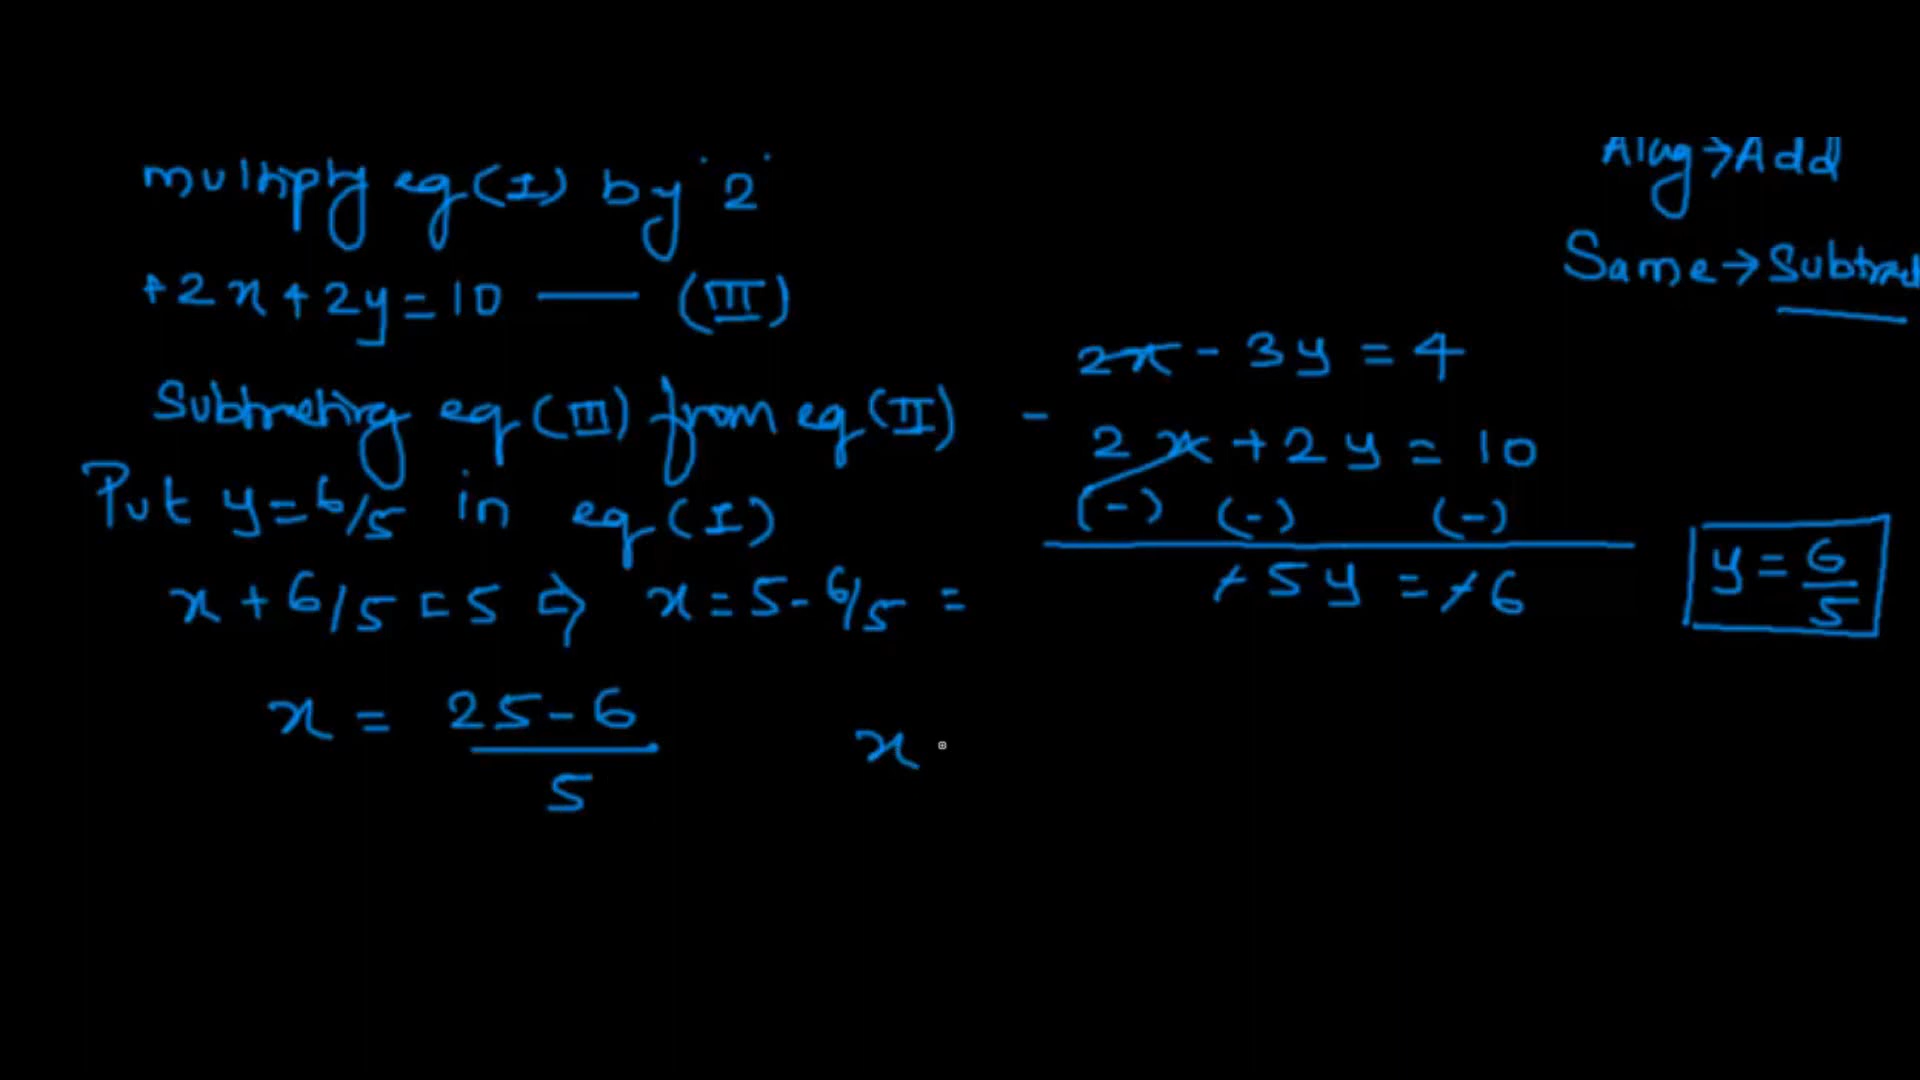 multiply eq (I) by '2'
+2x+2y=10 — (III)
Subtracting eq (III) from eq (II)
Put y=6/5 in eq (I)
x+6/5=5 ⇒ x=5-6/5=
x = 25-6/5
x
2x-3y=4
- 2x+2y=10
(-) (-) (-)
-5y=-6
y=6/5
Alag→Add
Same→Subtract